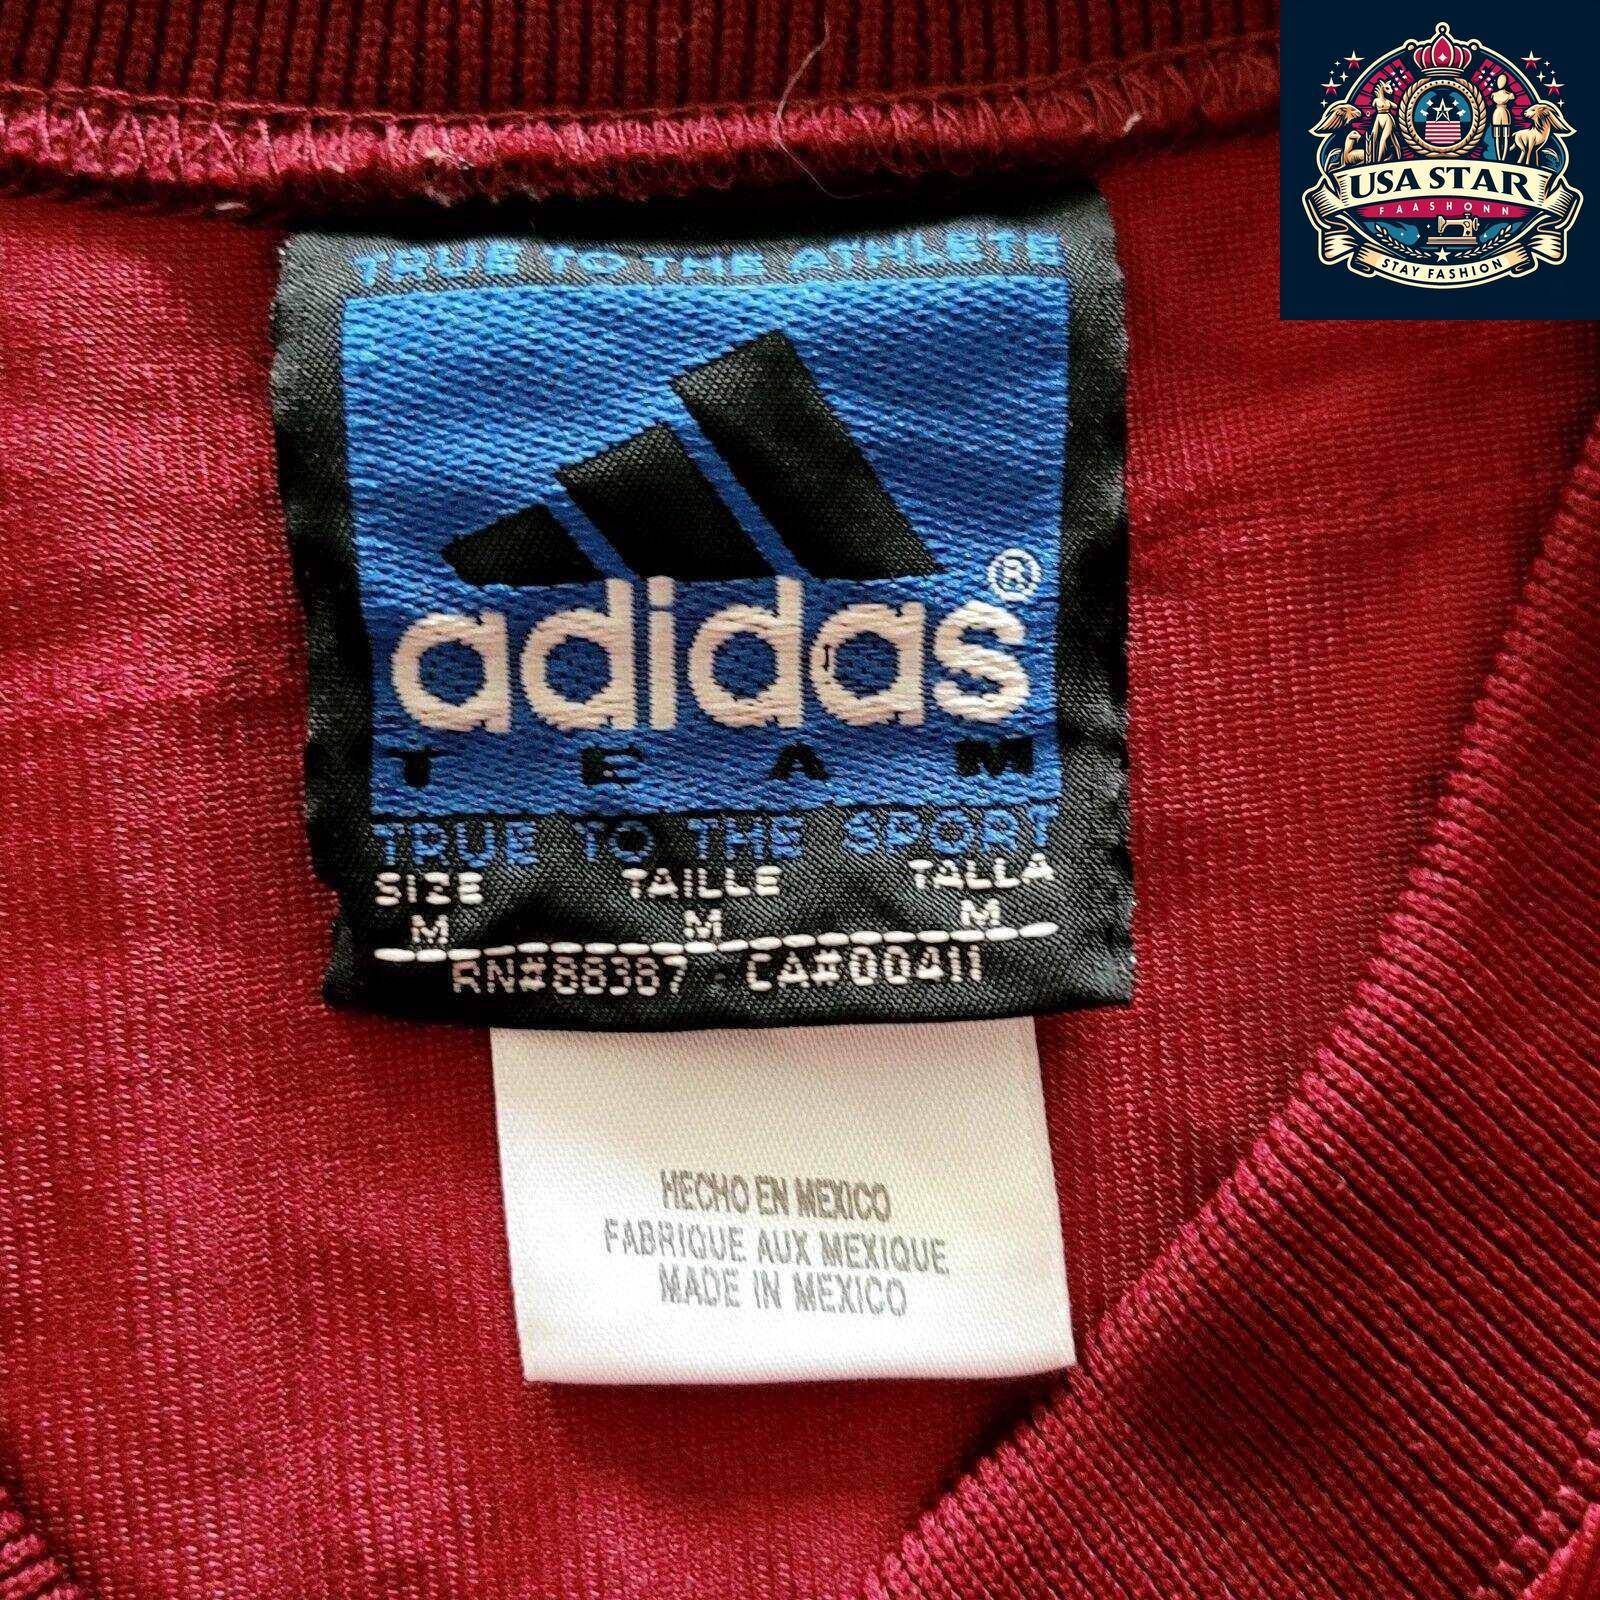 USA STAR
FAASHONN
STAY FASHION
TRUE TO THE ATHLETE
adidas®
TEAM
TRUE TO THE SPORT
SIZE TAILLE TALLA
M M M
RN#88387 - CA#00411
HECHO EN MEXICO
FABRIQUE AUX MEXIQUE
MADE IN MEXICO